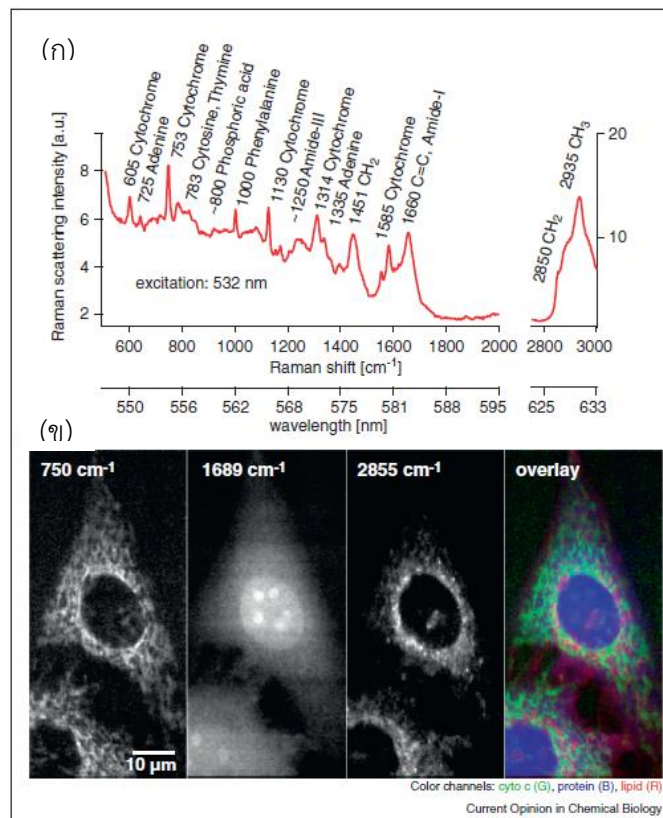 (ก)
605 Cytochrome
725 Adenine
753 Cytochrome
783 Cytosine, Thymine
~800 Phosphoric acid
1000 Phenylalanine
1130 Cytochrome
~1250 Amide-III
1314 Cytochrome
1335 Adenine
1451 CH2
1585 Cytochrome
1660 C=C, Amide-I
2850 CH2
2935 CH3
Raman scattering intensity [a.u.]
8
6
4
2
20
10
excitation: 532 nm
600 800 1000 1200 1400 1600 1800 2000 2800 3000
Raman shift [cm-1]
550 556 562 568 575 581 588 595 625 633
wavelength [nm]
(ข)
750 cm-1 1689 cm-1 2855 cm-1 overlay
10 µm
Color channels: cyto c (G), protein (B), lipid (R)
Current Opinion in Chemical Biology